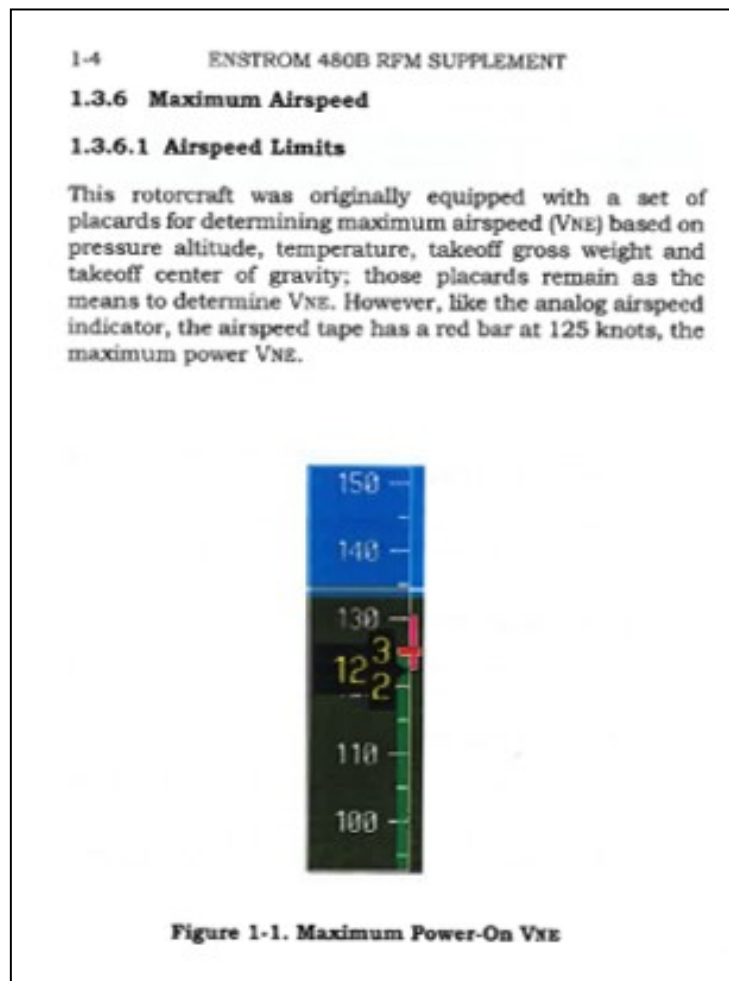 1-4 ENSTROM 480B RFM SUPPLEMENT
1.3.6 Maximum Airspeed
1.3.6.1 Airspeed Limits
This rotorcraft was originally equipped with a set of
placards for determining maximum airspeed (VNE) based on
pressure altitude, temperature, takeoff gross weight and
takeoff center of gravity; those placards remain as the
means to determine VNE. However, like the analog airspeed
indicator, the airspeed tape has a red bar at 125 knots, the
maximum power VNE.
150
140
130
3
12
2
110
100
Figure 1-1. Maximum Power-On VNE